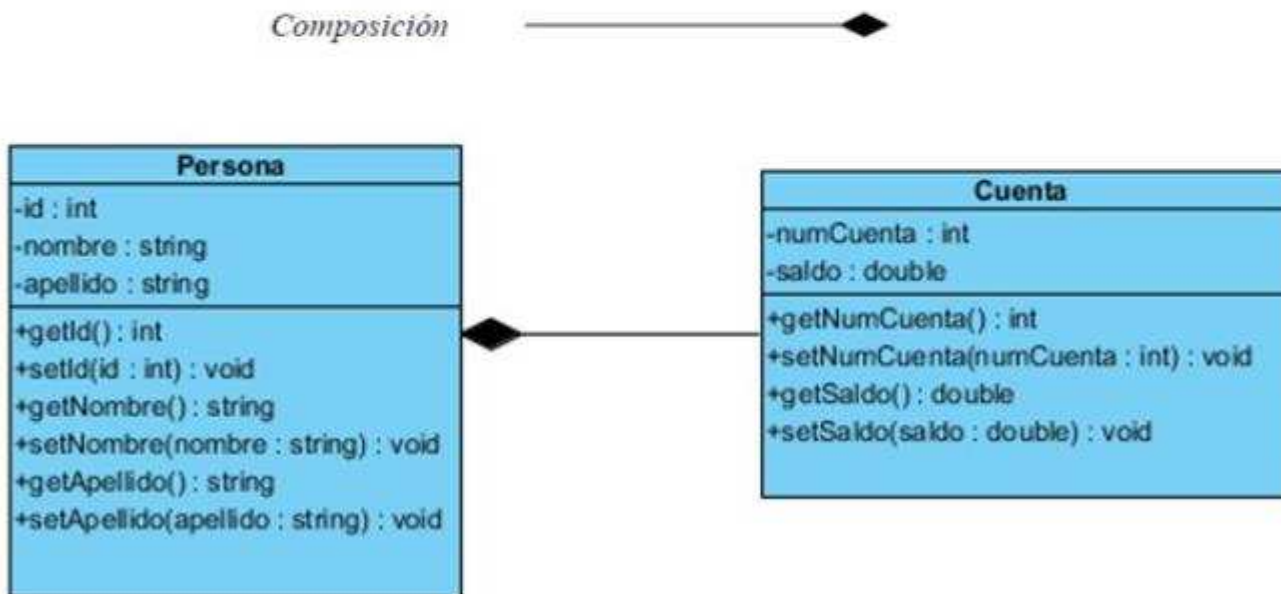 Composición
Persona
-id : int
-nombre : string
-apellido : string
+getId() : int
+setId(id : int) : void
+getNombre() : string
+setNombre(nombre : string) : void
+getApellido() : string
+setApellido(apellido : string) : void
Cuenta
-numCuenta : int
-saldo : double
+getNumCuenta() : int
+setNumCuenta(numCuenta : int) : void
+getSaldo() : double
+setSaldo(saldo : double) : void